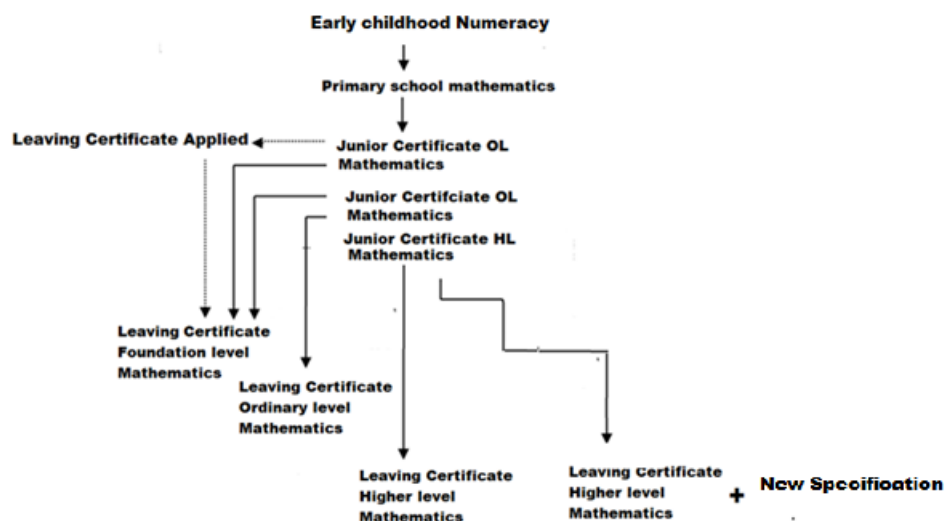 Early childhood Numeracy
Primary school mathematics
Leaving Certificate Applied
Junior Certificate OL
Mathematics
Junior Certifciate OL
Mathematics
Junior Certificate HL
Mathematics
Leaving Certificate
Foundation level
Mathematics
Leaving Certificate
Ordinary level
Mathematics
Leaving Certificate
Higher level
Mathematics
Leaving Certificate
Higher level
Mathematics
+ New Specification